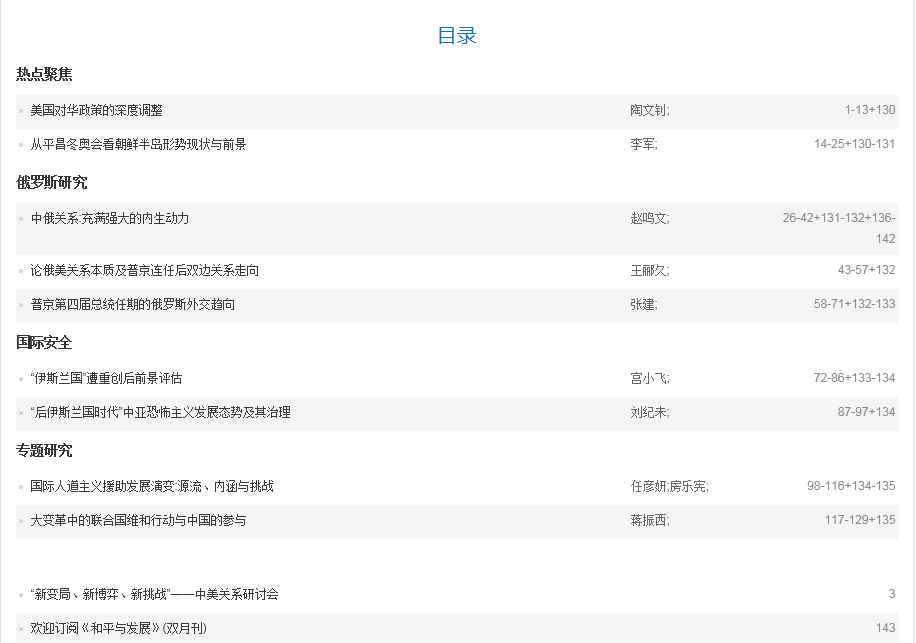 目录
热点聚焦
美国对华政策的深度调整 陶文钊; 1-13+130
从平昌冬奥会看朝鲜半岛形势现状与前景 李军; 14-25+130-131
俄罗斯研究
中俄关系:充满强大的内生动力 赵鸣文; 26-42+131-132+136-
142
论俄美关系本质及普京连任后双边关系走向 王郦久; 43-57+132
普京第四届总统任期的俄罗斯外交趋向 张建; 58-71+132-133
国际安全
“伊斯兰国”遭重创后前景评估 宫小飞; 72-86+133-134
“后伊斯兰国时代”中亚恐怖主义发展态势及其治理 刘纪未; 87-97+134
专题研究
国际人道主义援助发展演变:源流、内涵与挑战 任彦妍;房乐宪; 98-116+134-135
大变革中的联合国维和行动与中国的参与 蒋振西; 117-129+135
“新变局、新博弈、新挑战”——中美关系研讨会 3
欢迎订阅《和平与发展》(双月刊) 143